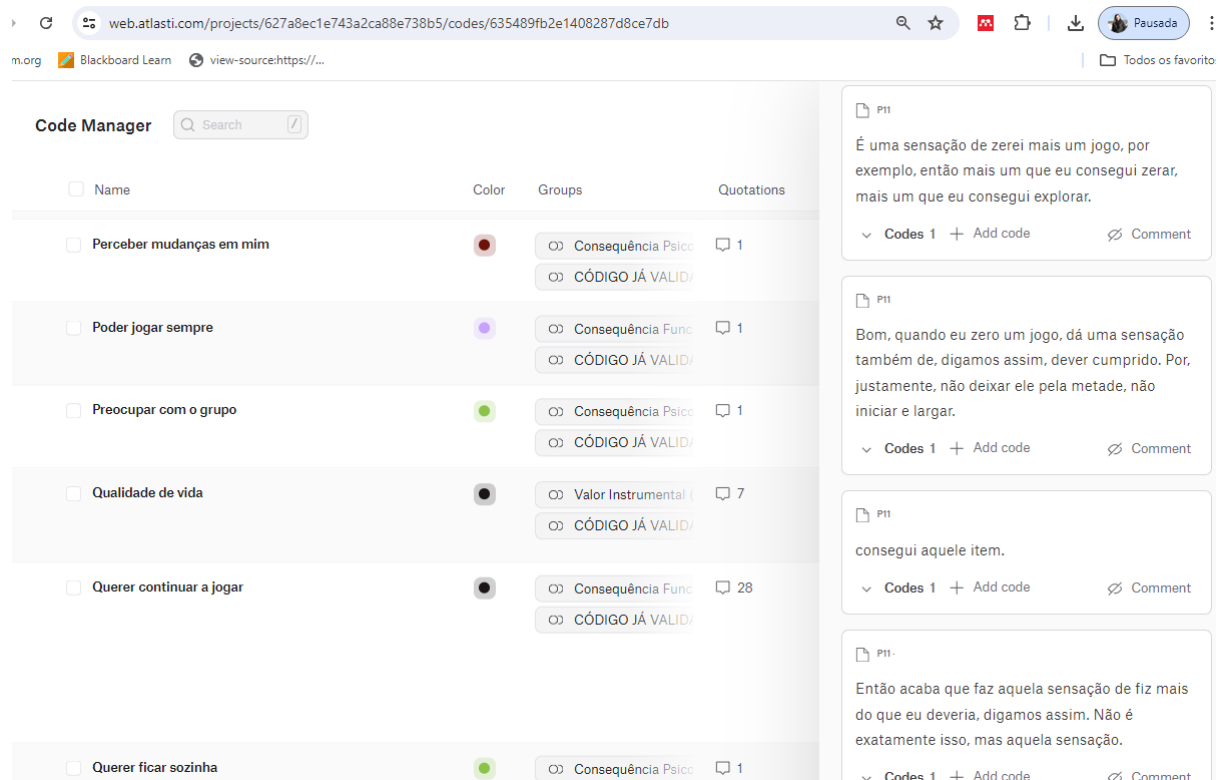 web.atlasti.com/projects/627a8ec1e743a2ca88e738b5/codes/635489fb2e1408287d8ce7db
Pausada
m.org
Blackboard Learn
view-source:https://...
Todos os favorito
Code Manager
Search
/
Name
Color
Groups
Quotations
Perceber mudanças em mim
Consequência Psico
1
CÓDIGO JÁ VALIDA
Poder jogar sempre
Consequência Func
1
CÓDIGO JÁ VALIDA
Preocupar com o grupo
Consequência Psico
1
CÓDIGO JÁ VALIDA
Qualidade de vida
Valor Instrumental (
7
CÓDIGO JÁ VALIDA
Querer continuar a jogar
Consequência Func
28
CÓDIGO JÁ VALIDA
Querer ficar sozinha
Consequência Psico
1
P11
É uma sensação de zerei mais um jogo, por
exemplo, então mais um que eu consegui zerar,
mais um que eu consegui explorar.
Codes 1
Add code
Comment
P11
Bom, quando eu zero um jogo, dá uma sensação
também de, digamos assim, dever cumprido. Por,
justamente, não deixar ele pela metade, não
iniciar e largar.
Codes 1
Add code
Comment
P11
consegui aquele item.
Codes 1
Add code
Comment
P11
Então acaba que faz aquela sensação de fiz mais
do que eu deveria, digamos assim. Não é
exatamente isso, mas aquela sensação.
Codes 1
Add code
Comment